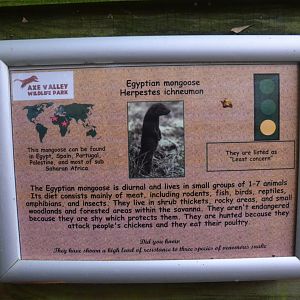 AXE VALLEY
WILDLIFE PARK
Egyptian mongoose
Herpestes ichneumon
This mongoose can be found
in Egypt, Spain, Portugal,
Palestine, and most of sub
Saharan Africa.
They are listed as
"Least concern"
The Egyptian mongoose is diurnal and lives in small groups of 1-7 animals
Its diet consists mainly of meat, including rodents, fish, birds, reptiles,
amphibians, and insects. They live in shrub thickets, rocky areas, and small
woodlands and forested areas within the savanna. They aren't endangered
because they are shy which protects them. They are hunted because they
attack people's chickens and they eat their poultry.
Did you know
They have shown a high level of resistance to three species of venomous snake